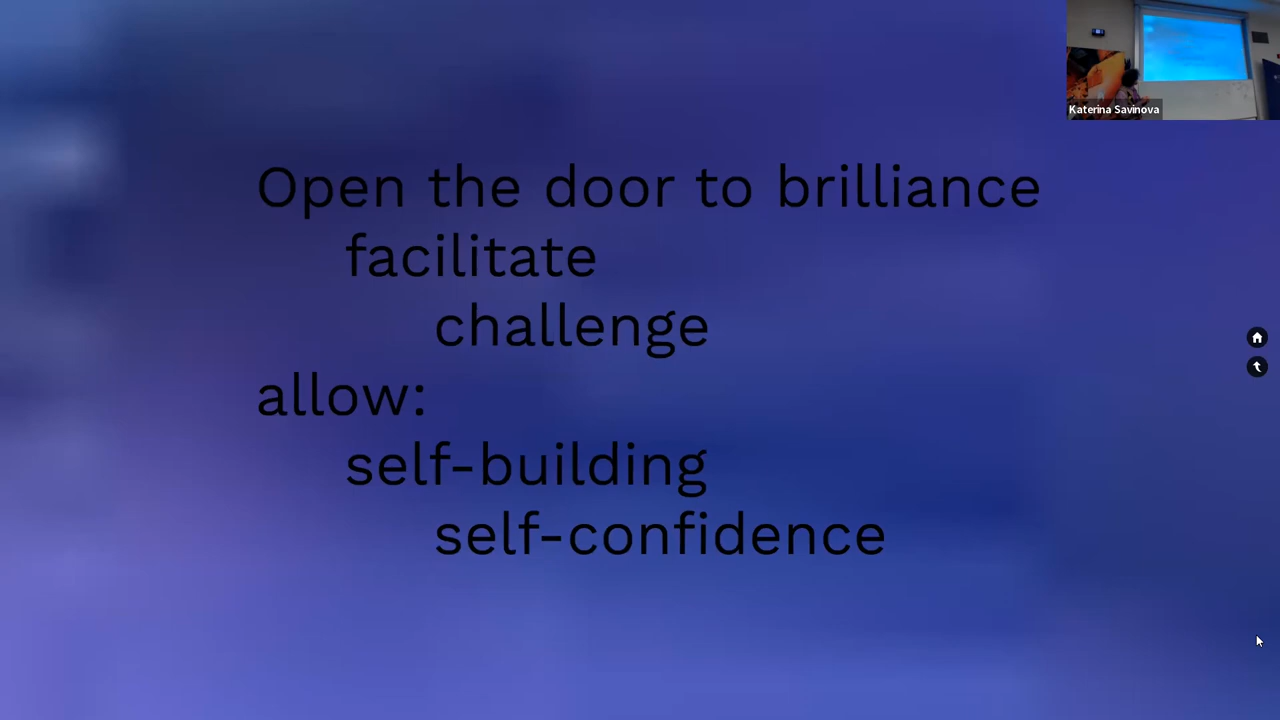 Katerina Savinova
Open the door to brilliance
facilitate
challenge
allow:
self-building
self-confidence